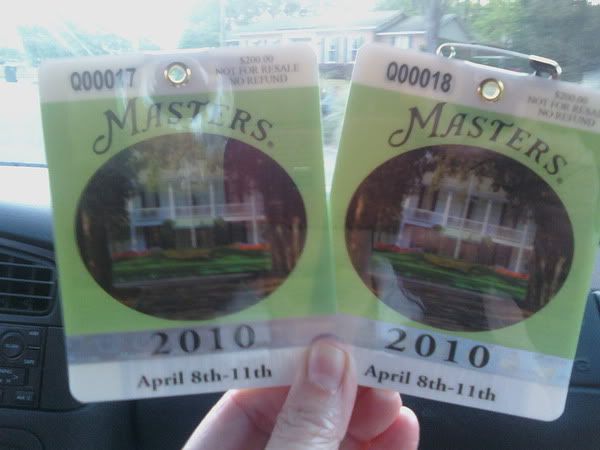 Q00017
$200.00
NOT FOR RESALE
NO REFUND
MASTERS®
2010
April 8th-11th
Q00018
$200.00
NOT FOR RESALE
NO REFUND
MASTERS®
2010
April 8th-11th